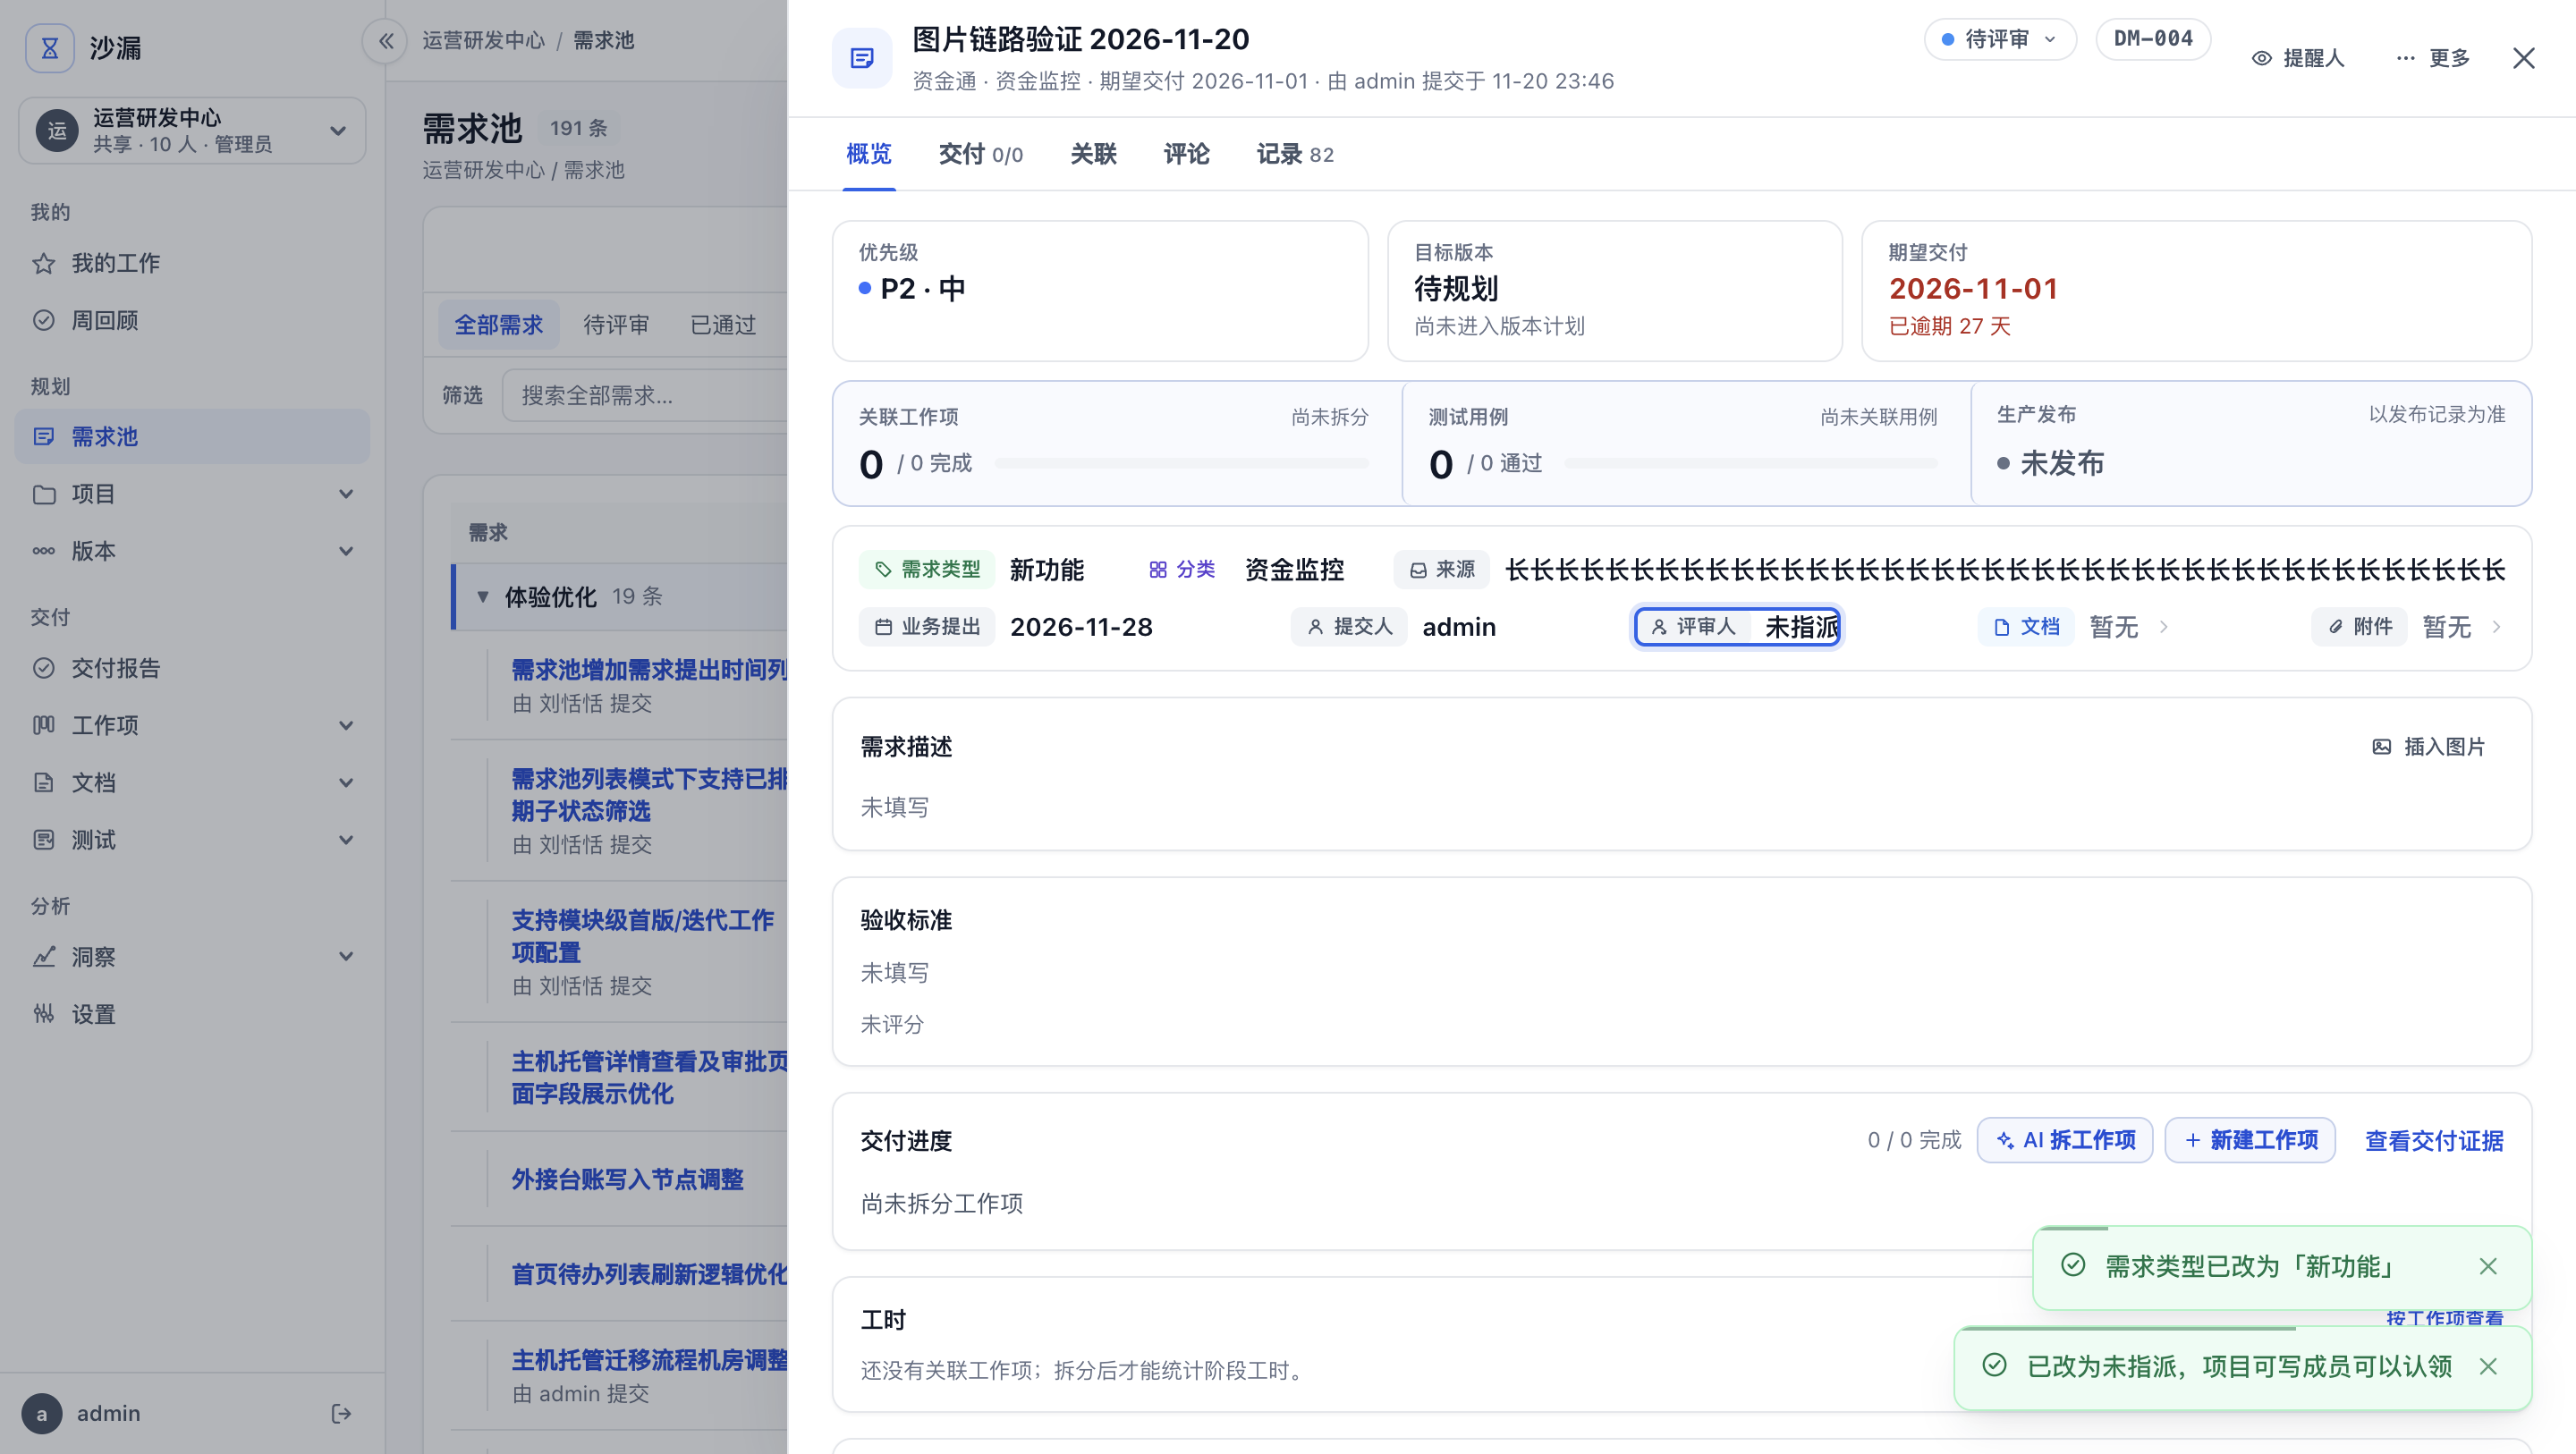 沙漏
运
运营研发中心
共享 · 10 人 · 管理员
我的
我的工作
周回顾
规划
需求池
项目
版本
交付
交付报告
工作项
文档
测试
分析
洞察
设置
a
admin
运营研发中心 / 需求池
需求池 191 条
运营研发中心 / 需求池
全部需求 待评审 已通过
筛选 搜索全部需求...
需求
体验优化 19 条
需求池增加需求提出时间列
由 刘恬恬 提交
需求池列表模式下支持已排
期子状态筛选
由 刘恬恬 提交
支持模块级首版/迭代工作
项配置
由 刘恬恬 提交
主机托管详情查看及审批页
面字段展示优化
外接台账写入节点调整
首页待办列表刷新逻辑优化
主机托管迁移流程机房调整
由 admin 提交
图片链路验证 2026-11-20
资金通 · 资金监控 · 期望交付 2026-11-01 · 由 admin 提交于 11-20 23:46
待评审 DM-004 提醒人 ··· 更多
概览 交付 0/0 关联 评论 记录 82
优先级
P2 · 中
目标版本
待规划
尚未进入版本计划
期望交付
2026-11-01
已逾期 27 天
关联工作项 尚未拆分
0 / 0 完成
测试用例 尚未关联用例
0 / 0 通过
生产发布 以发布记录为准
未发布
需求类型 新功能 分类 资金监控 来源 长长长长长长长长长长长长长长长长长长长长长长长长长长长长长长长长长长长长长长长长
业务提出 2026-11-28 提交人 admin 评审人 未指派 文档 暂无 附件 暂无
需求描述 插入图片
未填写
验收标准
未填写
未评分
交付进度 0 / 0 完成 AI 拆工作项 + 新建工作项 查看交付证据
尚未拆分工作项
需求类型已改为「新功能」
工时 按工作项查看
还没有关联工作项；拆分后才能统计阶段工时。
已改为未指派，项目可写成员可以认领